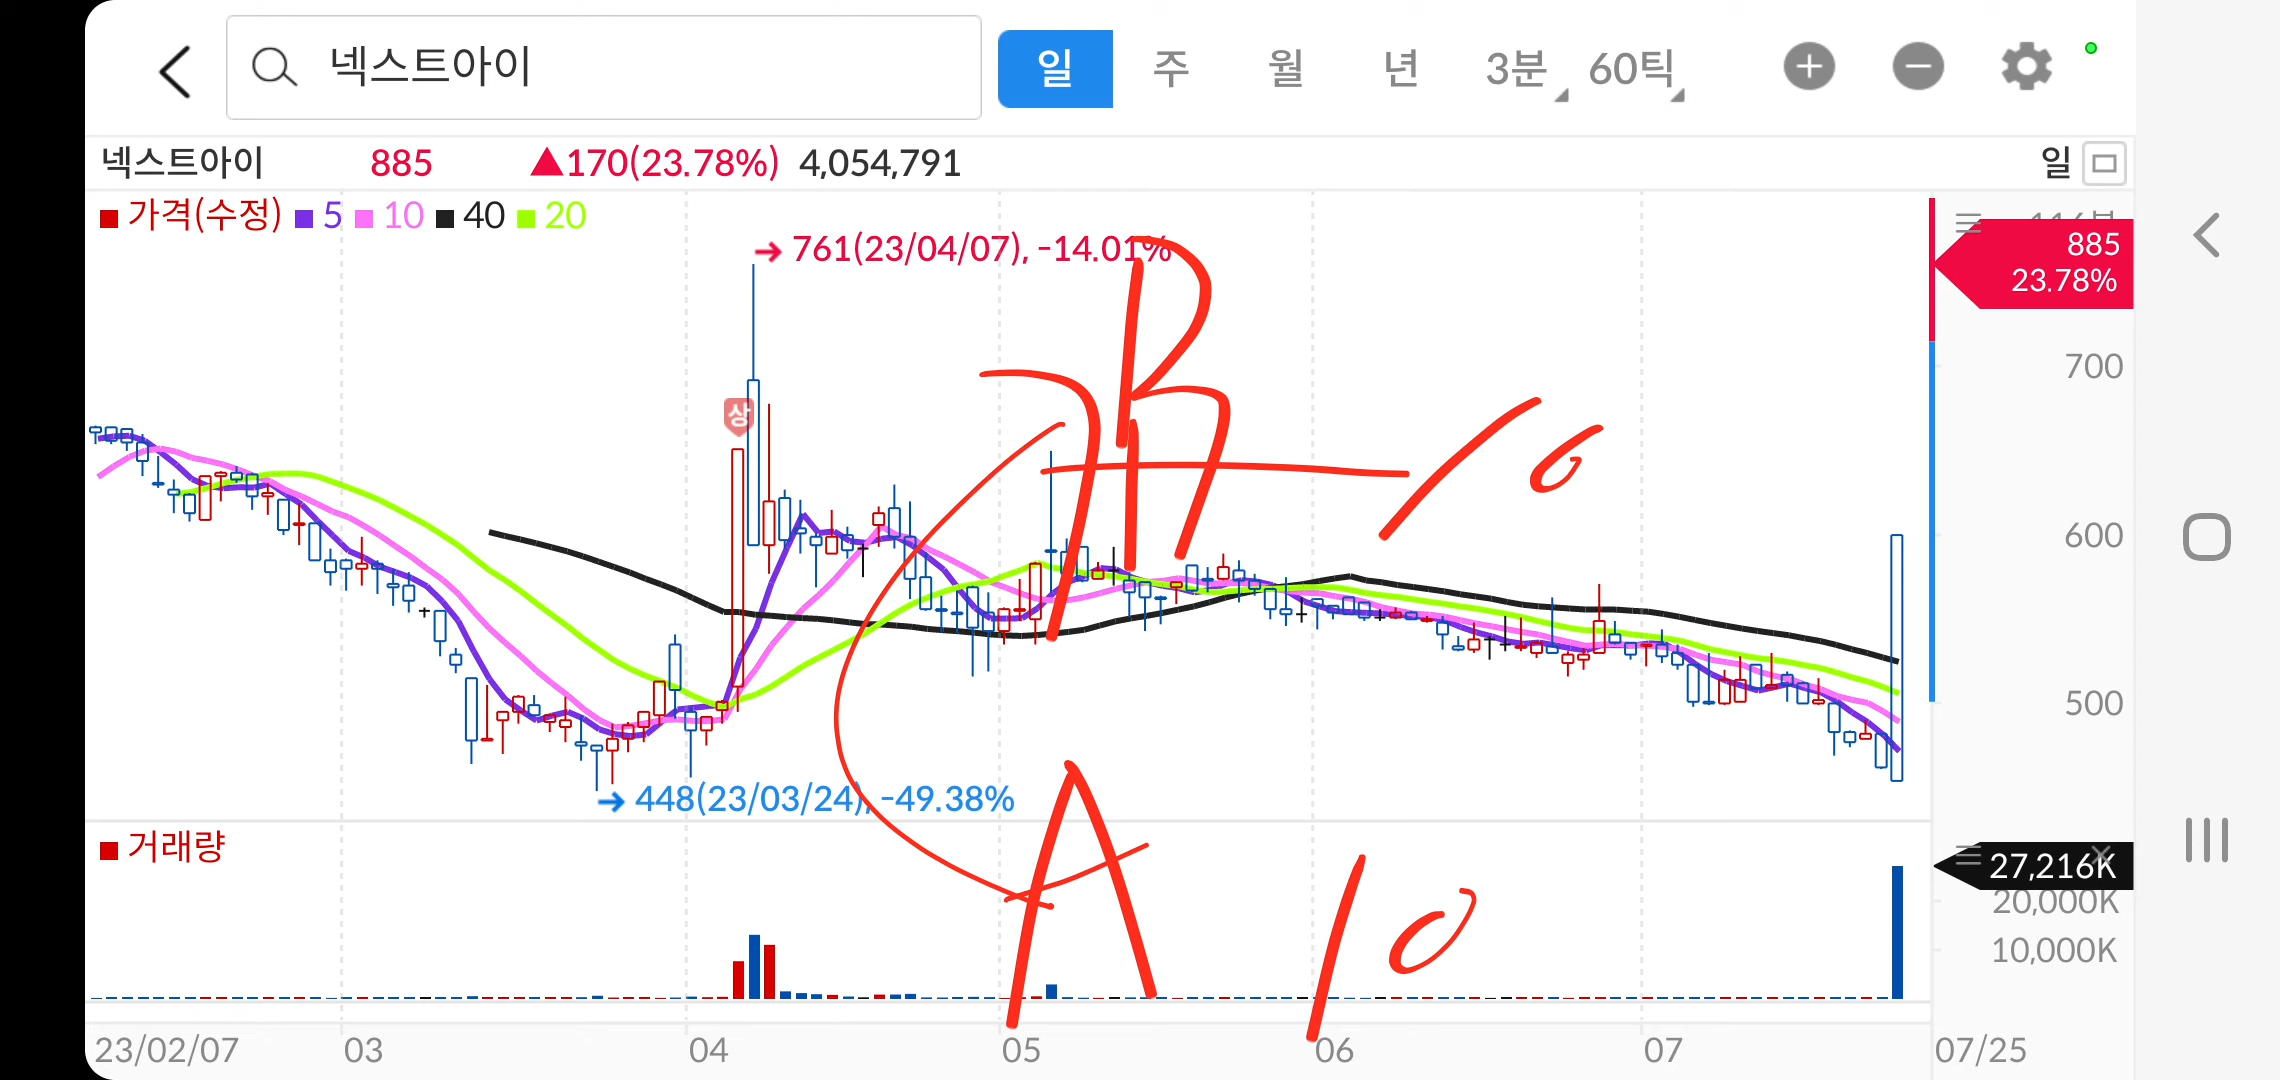 넥스트아이 일 주 월 년 3분 60틱
넥스트아이 885 ▲170(23.78%) 4,054,791 일
가격(수정) 5 10 40 20
761(23/04/07), -14.01%
885
23.78%
700
상
B
10
600
500
448(23/03/24), -49.38%
A 10
거래량
27,216K
20,000K
10,000K
23/02/07 03 04 05 06 07 07/25